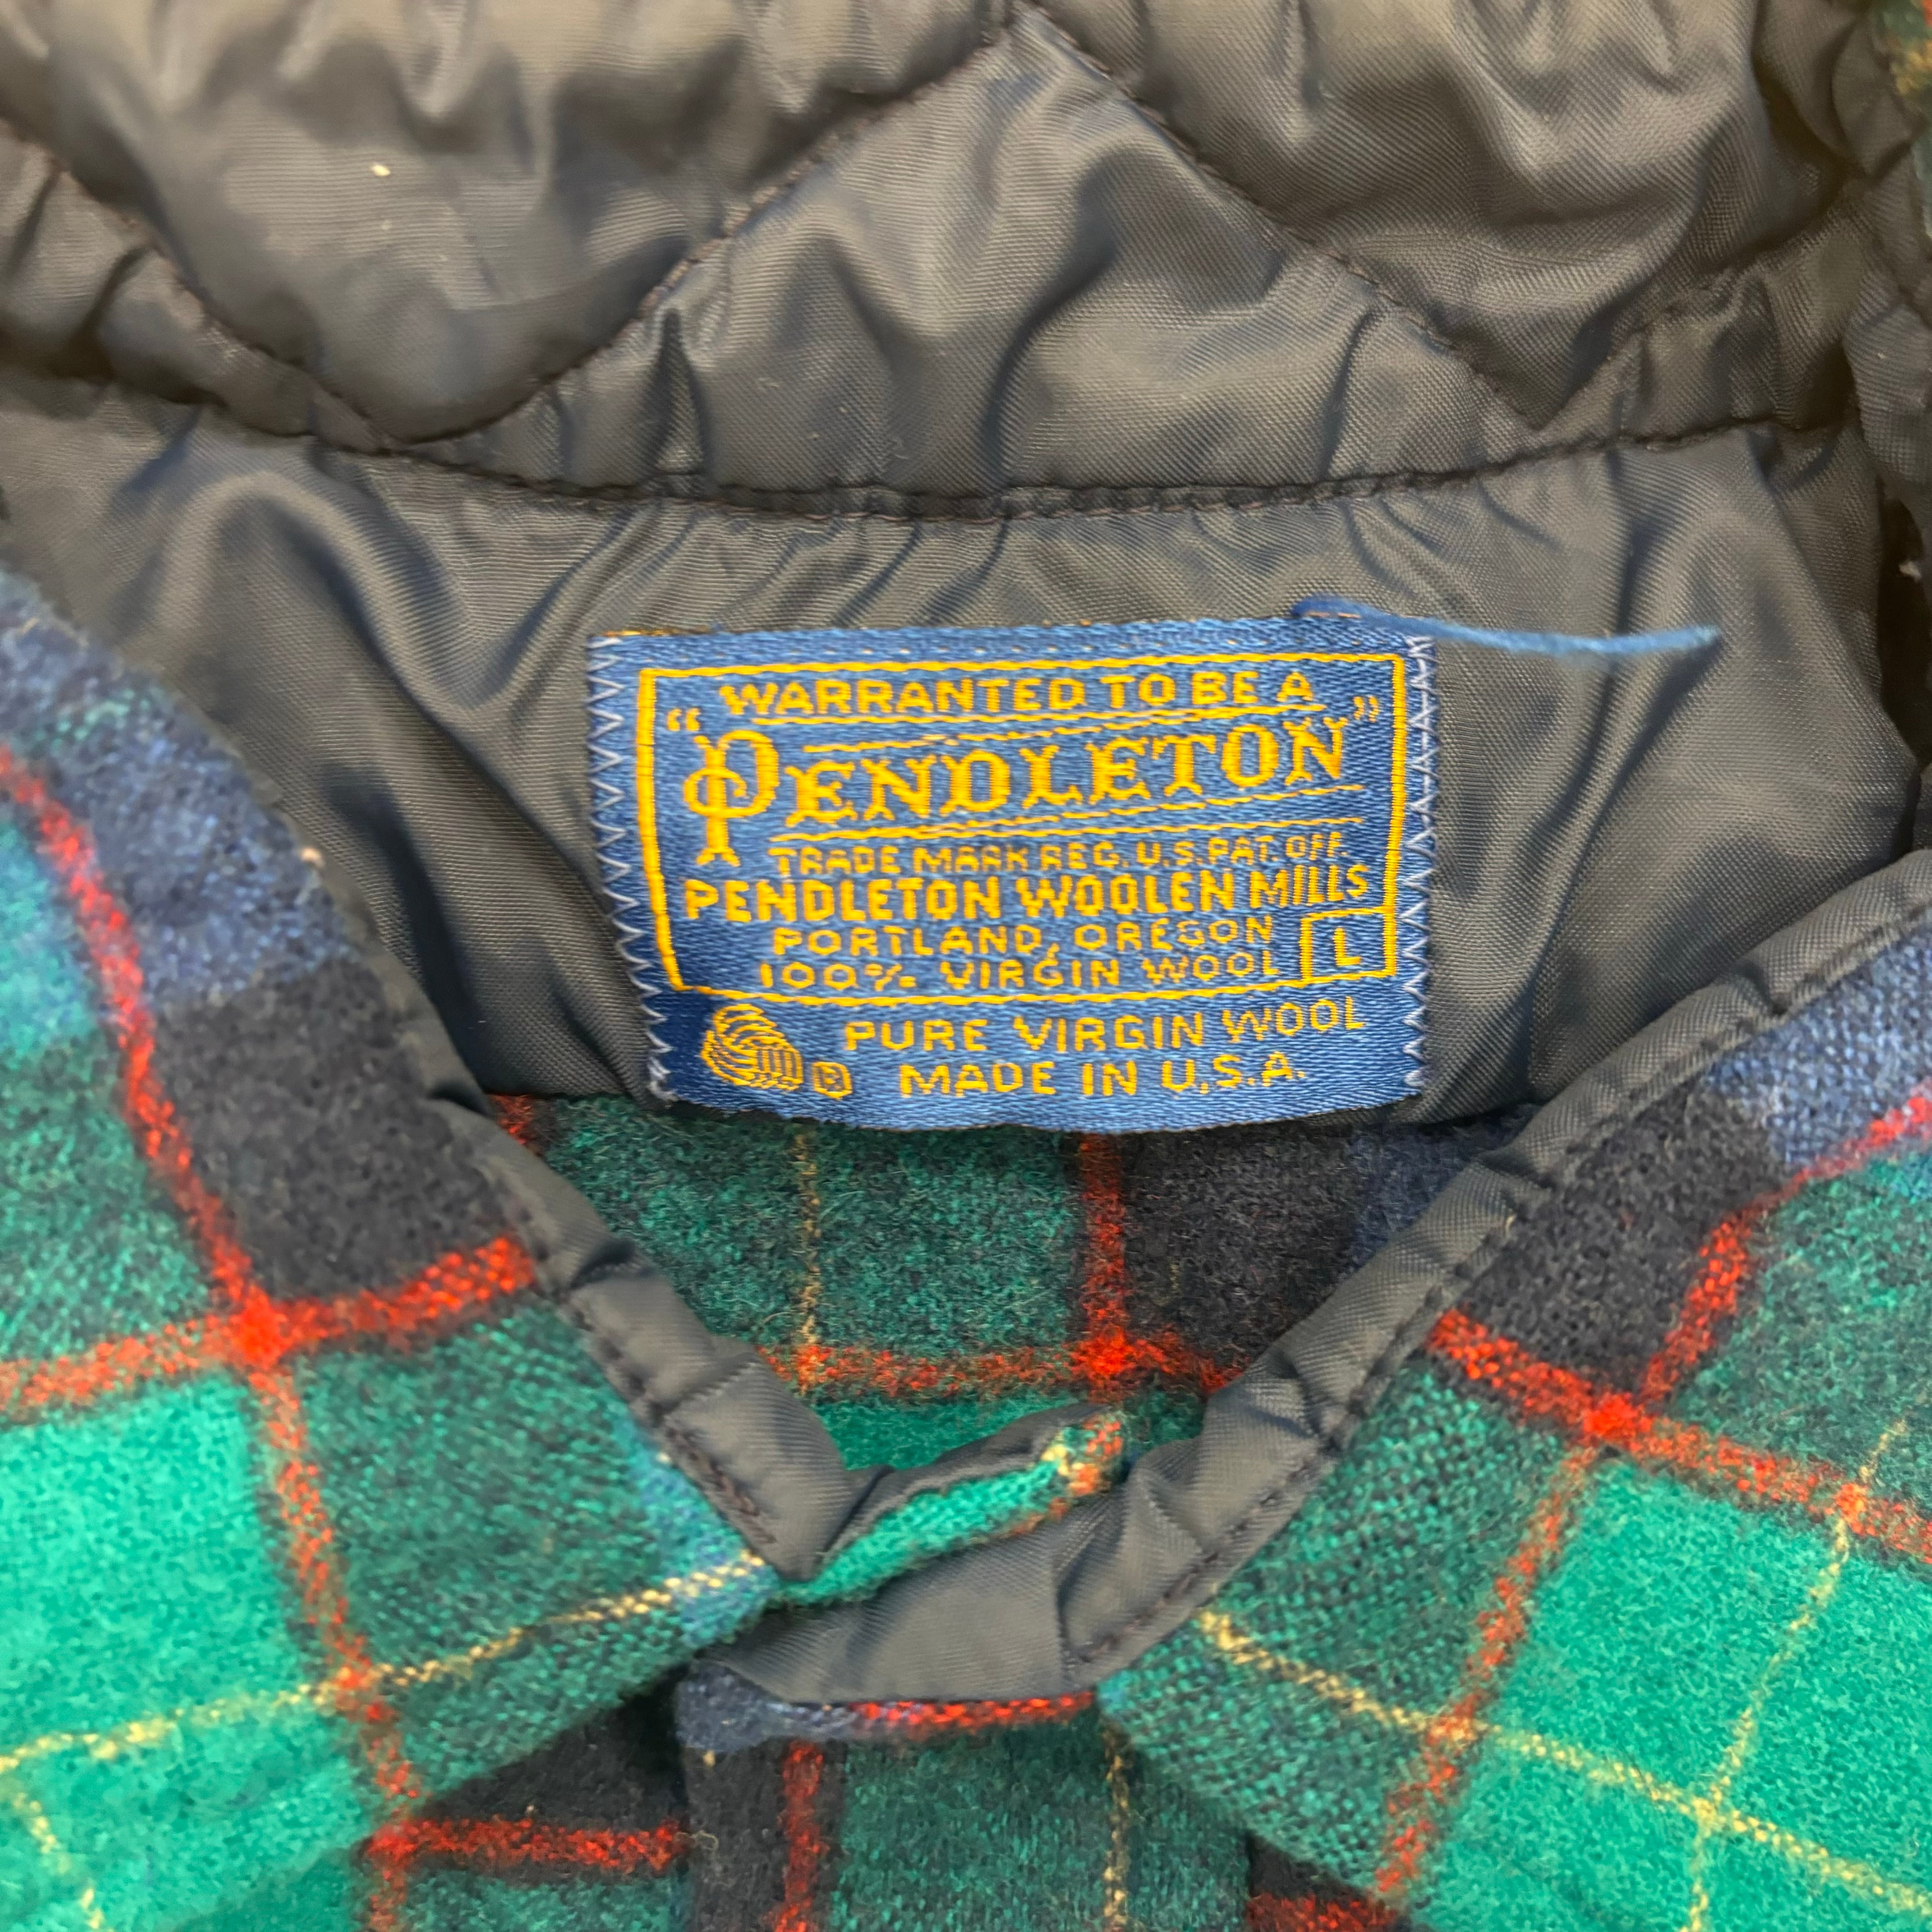 WARRANTED TO BE A
"PENDLETON"
TRADE MARK REG. U.S. PAT. OFF.
PENDLETON WOOLEN MILLS
PORTLAND, OREGON
100% VIRGIN WOOL L
PURE VIRGIN WOOL
® MADE IN U.S.A.